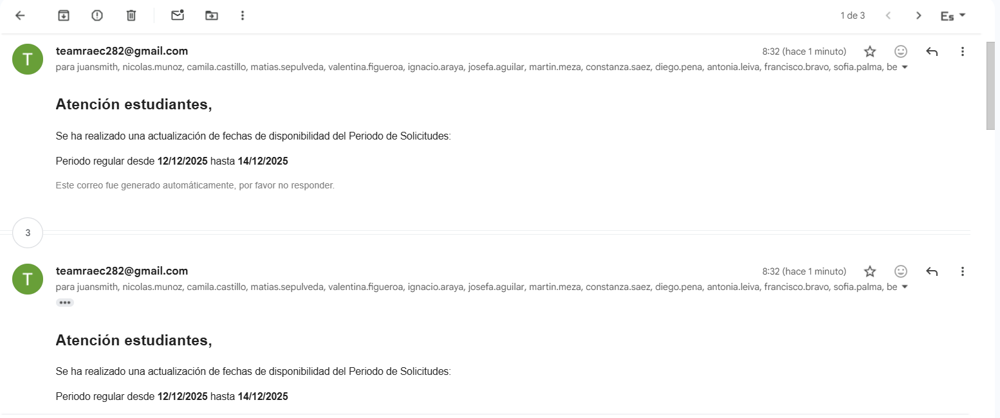 1 de 3
Es
T
teamraec282@gmail.com
8:32 (hace 1 minuto)
para juansmith, nicolas.munoz, camila.castillo, matias.sepulveda, valentina.figueroa, ignacio.araya, josefa.aguilar, martin.meza, constanza.saez, diego.pena, antonia.leiva, francisco.bravo, sofia.palma, be
Atención estudiantes,
Se ha realizado una actualización de fechas de disponibilidad del Periodo de Solicitudes:
Periodo regular desde 12/12/2025 hasta 14/12/2025
Este correo fue generado automáticamente, por favor no responder.
3
T
teamraec282@gmail.com
8:32 (hace 1 minuto)
para juansmith, nicolas.munoz, camila.castillo, matias.sepulveda, valentina.figueroa, ignacio.araya, josefa.aguilar, martin.meza, constanza.saez, diego.pena, antonia.leiva, francisco.bravo, sofia.palma, be
Atención estudiantes,
Se ha realizado una actualización de fechas de disponibilidad del Periodo de Solicitudes:
Periodo regular desde 12/12/2025 hasta 14/12/2025